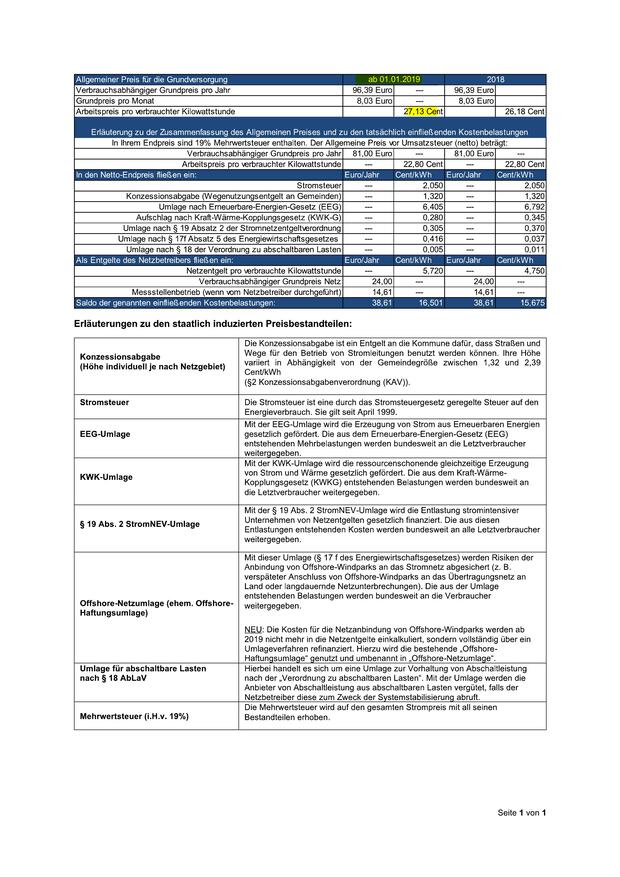 Allgemeiner Preis für die Grundversorgung ab 01.01.2019 2018
Verbrauchsabhängiger Grundpreis pro Jahr 96,39 Euro --- 96,39 Euro
Grundpreis pro Monat 8,03 Euro --- 8,03 Euro
Arbeitspreis pro verbrauchter Kilowattstunde 27,13 Cent 26,18 Cent
Erläuterung zu der Zusammenfassung des Allgemeinen Preises und zu den tatsächlich einfließenden Kostenbelastungen
In Ihrem Endpreis sind 19% Mehrwertsteuer enthalten. Der Allgemeine Preis vor Umsatzsteuer (netto) beträgt:
Verbrauchsabhängiger Grundpreis pro Jahr 81,00 Euro --- 81,00 Euro ---
Arbeitspreis pro verbrauchter Kilowattstunde --- 22,80 Cent --- 22,80 Cent
In den Netto-Endpreis fließen ein: Euro/Jahr Cent/kWh Euro/Jahr Cent/kWh
Stromsteuer --- 2,050 --- 2,050
Konzessionsabgabe (Wegenutzungsentgelt an Gemeinden) --- 1,320 --- 1,320
Umlage nach Erneuerbare-Energien-Gesetz (EEG) --- 6,405 --- 6,792
Aufschlag nach Kraft-Wärme-Kopplungsgesetz (KWK-G) --- 0,280 --- 0,345
Umlage nach § 19 Absatz 2 der Stromnetzentgeltverordnung --- 0,305 --- 0,370
Umlage nach § 17f Absatz 5 des Energiewirtschaftsgesetzes --- 0,416 --- 0,037
Umlage nach § 18 der Verordnung zu abschaltbaren Lasten --- 0,005 --- 0,011
Als Entgelte des Netzbetreibers fließen ein: Euro/Jahr Cent/kWh Euro/Jahr Cent/kWh
Netzentgelt pro verbrauchte Kilowattstunde --- 5,720 --- 4,750
Verbrauchsabhängiger Grundpreis Netz 24,00 --- 24,00 ---
Messstellenbetrieb (wenn vom Netzbetreiber durchgeführt) 14,61 --- 14,61 ---
Saldo der genannten einfließenden Kostenbelastungen: 38,61 16,501 38,61 15,675
Erläuterungen zu den staatlich induzierten Preisbestandteilen:
Konzessionsabgabe
(Höhe individuell je nach Netzgebiet)
Die Konzessionsabgabe ist ein Entgelt an die Kommune dafür, dass Straßen und
Wege für den Betrieb von Stromleitungen benutzt werden können. Ihre Höhe
variiert in Abhängigkeit von der Gemeindegröße zwischen 1,32 und 2,39
Cent/kWh
(§2 Konzessionsabgabenverordnung (KAV)).
Stromsteuer
Die Stromsteuer ist eine durch das Stromsteuergesetz geregelte Steuer auf den
Energieverbrauch. Sie gilt seit April 1999.
EEG-Umlage
Mit der EEG-Umlage wird die Erzeugung von Strom aus Erneuerbaren Energien
gesetzlich gefördert. Die aus dem Erneuerbare-Energien-Gesetz (EEG)
entstehenden Mehrbelastungen werden bundesweit an die Letztverbraucher
weitergegeben.
KWK-Umlage
Mit der KWK-Umlage wird die ressourcenschonende gleichzeitige Erzeugung
von Strom und Wärme gesetzlich gefördert. Die aus dem Kraft-Wärme-
Kopplungsgesetz (KWKG) entstehenden Belastungen werden bundesweit an
die Letztverbraucher weitergegeben.
§ 19 Abs. 2 StromNEV-Umlage
Mit der § 19 Abs. 2 StromNEV-Umlage wird die Entlastung stromintensiver
Unternehmen von Netzentgelten gesetzlich finanziert. Die aus diesen
Entlastungen entstehenden Kosten werden bundesweit an alle Letztverbraucher
weitergegeben.
Offshore-Netzumlage (ehem. Offshore-
Haftungsumlage)
Mit dieser Umlage (§ 17 f des Energiewirtschaftsgesetzes) werden Risiken der
Anbindung von Offshore-Windparks an das Stromnetz abgesichert (z. B.
verspäteter Anschluss von Offshore-Windparks an das Übertragungsnetz an
Land oder langdauernde Netzunterbrechungen). Die aus der Umlage
entstehenden Belastungen werden bundesweit an die Verbraucher
weitergegeben.
NEU: Die Kosten für die Netzanbindung von Offshore-Windparks werden ab
2019 nicht mehr in die Netzentgelte einkalkuliert, sondern vollständig über ein
Umlageverfahren refinanziert. Hierzu wird die bestehende „Offshore-
Haftungsumlage“ genutzt und umbenannt in „Offshore-Netzumlage“.
Umlage für abschaltbare Lasten
nach § 18 AbLaV
Hierbei handelt es sich um eine Umlage zur Vorhaltung von Abschaltleistung
nach der „Verordnung zu abschaltbaren Lasten“. Mit der Umlage werden die
Anbieter von Abschaltleistung aus abschaltbaren Lasten vergütet, falls der
Netzbetreiber diese zum Zweck der Systemstabilisierung abruft.
Mehrwertsteuer (i.H.v. 19%)
Die Mehrwertsteuer wird auf den gesamten Strompreis mit all seinen
Bestandteilen erhoben.
Seite 1 von 1